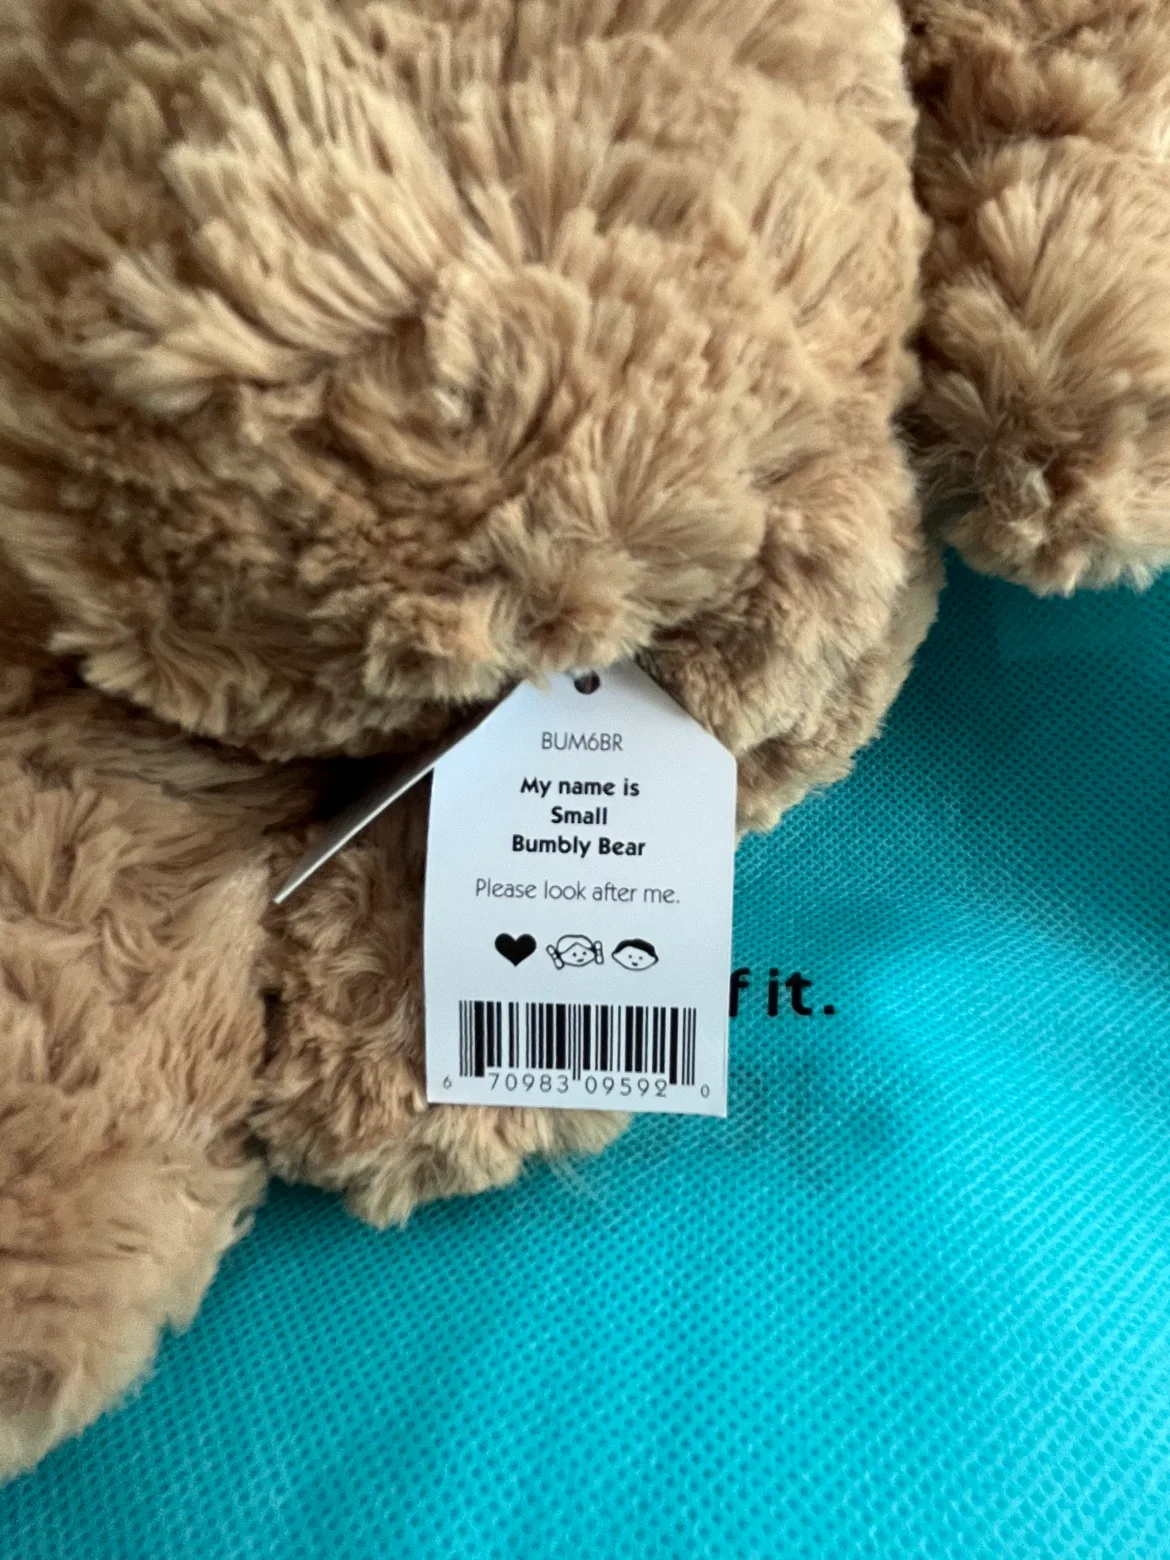 BUM6BR
My name is
Small
Bumbly Bear
Please look after me.
f it.
6 70983 09592 0